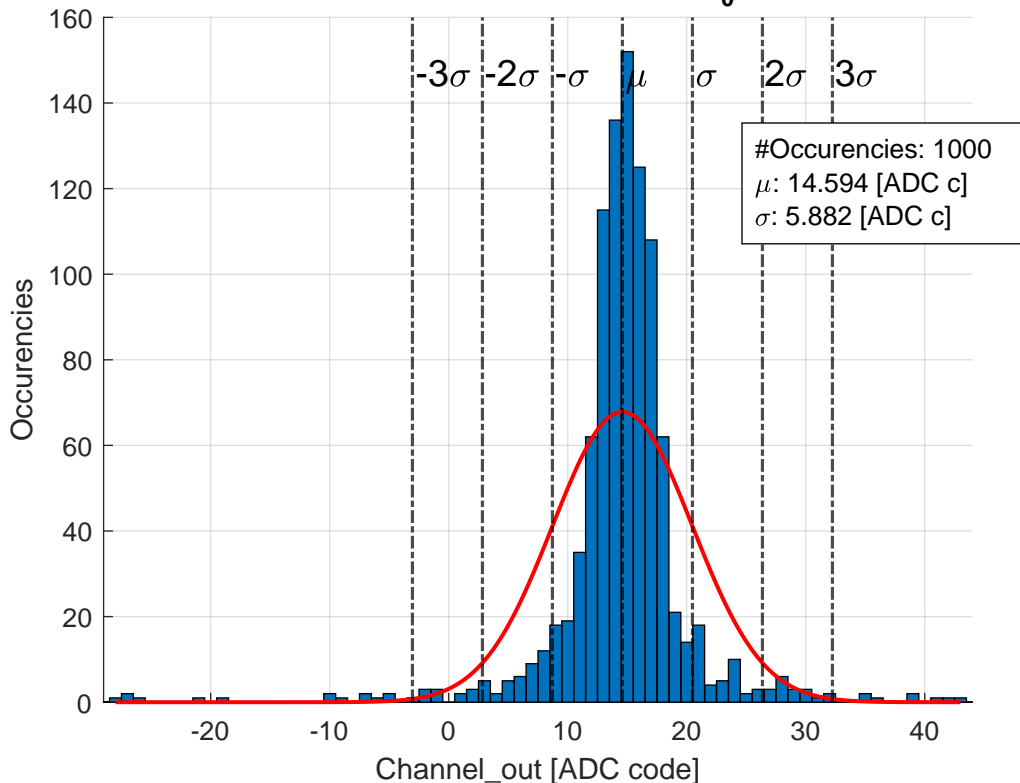 0
160
140
120
100
80
60
40
20
0
-3σ -2σ -σ μ σ 2σ 3σ
#Occurencies: 1000
μ: 14.594 [ADC c]
σ: 5.882 [ADC c]
Occurencies
-20 -10 0 10 20 30 40
Channel_out [ADC code]